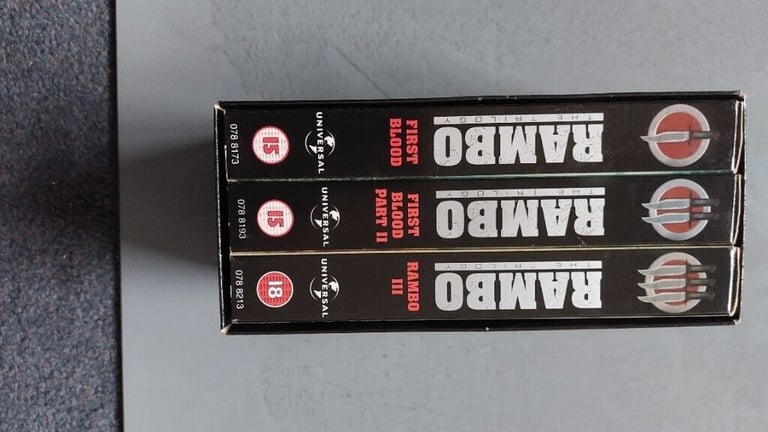 RAMBO
THE TRILOGY
FIRST
BLOOD
UNIVERSAL
15
078 8173
RAMBO
THE TRILOGY
FIRST
BLOOD
PART II
UNIVERSAL
15
078 8193
RAMBO
THE TRILOGY
RAMBO
III
UNIVERSAL
18
078 8213